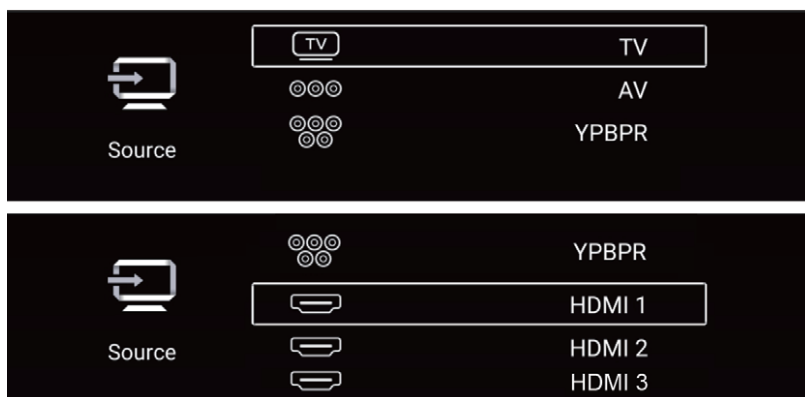 TV TV
AV
Source
YPBPR
YPBPR
HDMI 1
Source
HDMI 2
HDMI 3